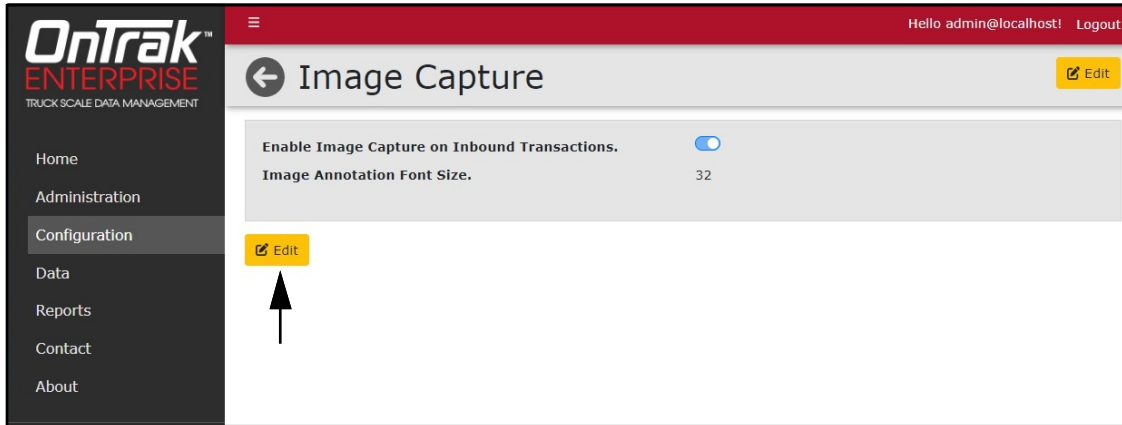 OnTrak™
ENTERPRISE
TRUCK SCALE DATA MANAGEMENT
Home
Administration
Configuration
Data
Reports
Contact
About
Hello admin@localhost! Logout
Image Capture
Edit
Enable Image Capture on Inbound Transactions.
Image Annotation Font Size. 32
Edit